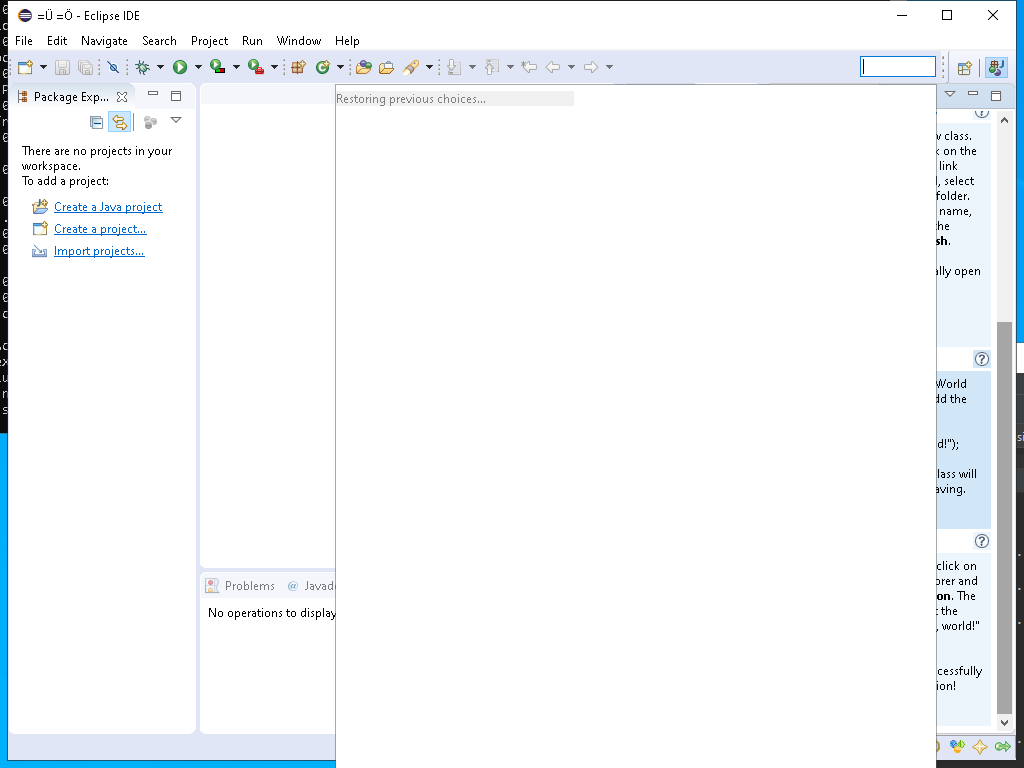 =Ü =Ö - Eclipse IDE
File Edit Navigate Search Project Run Window Help
Package Exp...
Restoring previous choices...
There are no projects in your
workspace.
To add a project:
Create a Java project
Create a project...
Import projects...
Problems @ Javad
No operations to display
class.
on the
link
, select
folder.
name,
the
sh.
ally open
World
dd the
d!");
lass will
aving.
click on
orer and
on. The
t the
, world!"
cessfully
ion!